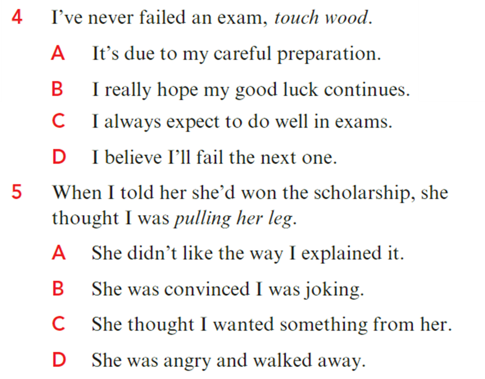 4 I've never failed an exam, touch wood.
A It's due to my careful preparation.
B I really hope my good luck continues.
C I always expect to do well in exams.
D I believe I'll fail the next one.
5 When I told her she'd won the scholarship, she
thought I was pulling her leg.
A She didn't like the way I explained it.
B She was convinced I was joking.
C She thought I wanted something from her.
D She was angry and walked away.